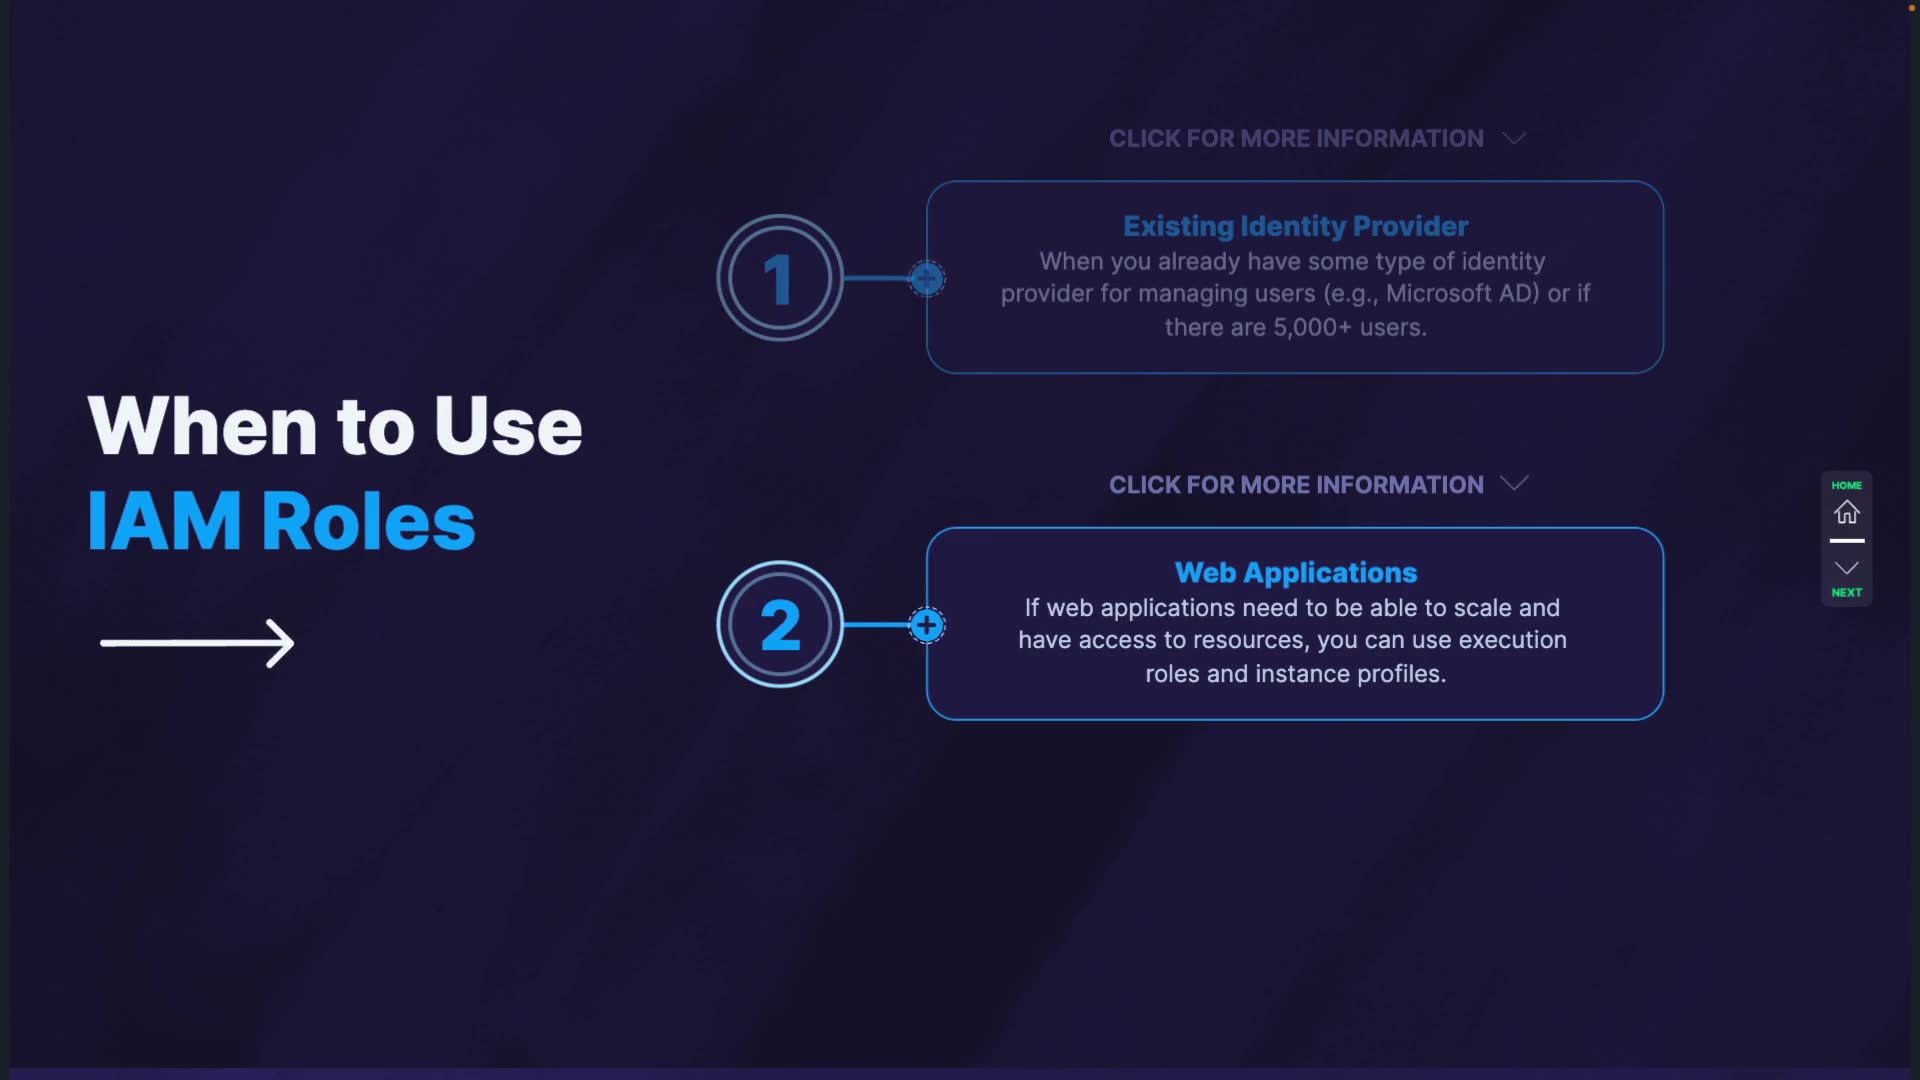 When to Use
IAM Roles
CLICK FOR MORE INFORMATION
1
Existing Identity Provider
When you already have some type of identity
provider for managing users (e.g., Microsoft AD) or if
there are 5,000+ users.
CLICK FOR MORE INFORMATION
2
Web Applications
If web applications need to be able to scale and
have access to resources, you can use execution
roles and instance profiles.
HOME
NEXT